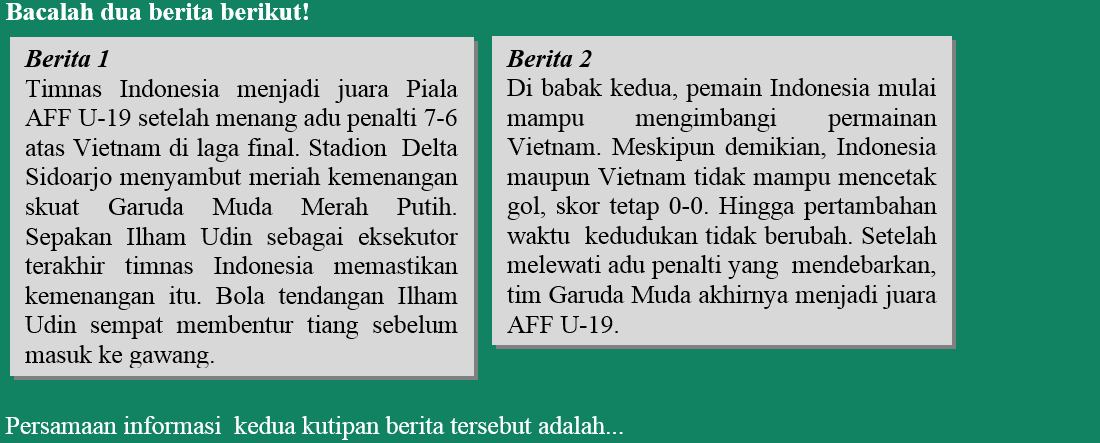 Bacalah dua berita berikut!
Berita 1
Timnas Indonesia menjadi juara Piala
AFF U-19 setelah menang adu penalti 7-6
atas Vietnam di laga final. Stadion Delta
Sidoarjo menyambut meriah kemenangan
skuat Garuda Muda Merah Putih.
Sepakan Ilham Udin sebagai eksekutor
terakhir timnas Indonesia memastikan
kemenangan itu. Bola tendangan Ilham
Udin sempat membentur tiang sebelum
masuk ke gawang.
Berita 2
Di babak kedua, pemain Indonesia mulai
mampu mengimbangi permainan
Vietnam. Meskipun demikian, Indonesia
maupun Vietnam tidak mampu mencetak
gol, skor tetap 0-0. Hingga pertambahan
waktu kedudukan tidak berubah. Setelah
melewati adu penalti yang mendebarkan,
tim Garuda Muda akhirnya menjadi juara
AFF U-19.
Persamaan informasi kedua kutipan berita tersebut adalah...